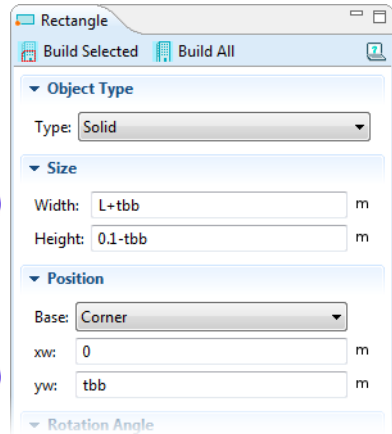 Rectangle
Build Selected Build All
Object Type
Type: Solid
Size
Width: L+tbb m
Height: 0.1-tbb m
Position
Base: Corner
xw: 0 m
yw: tbb m
Rotation Angle